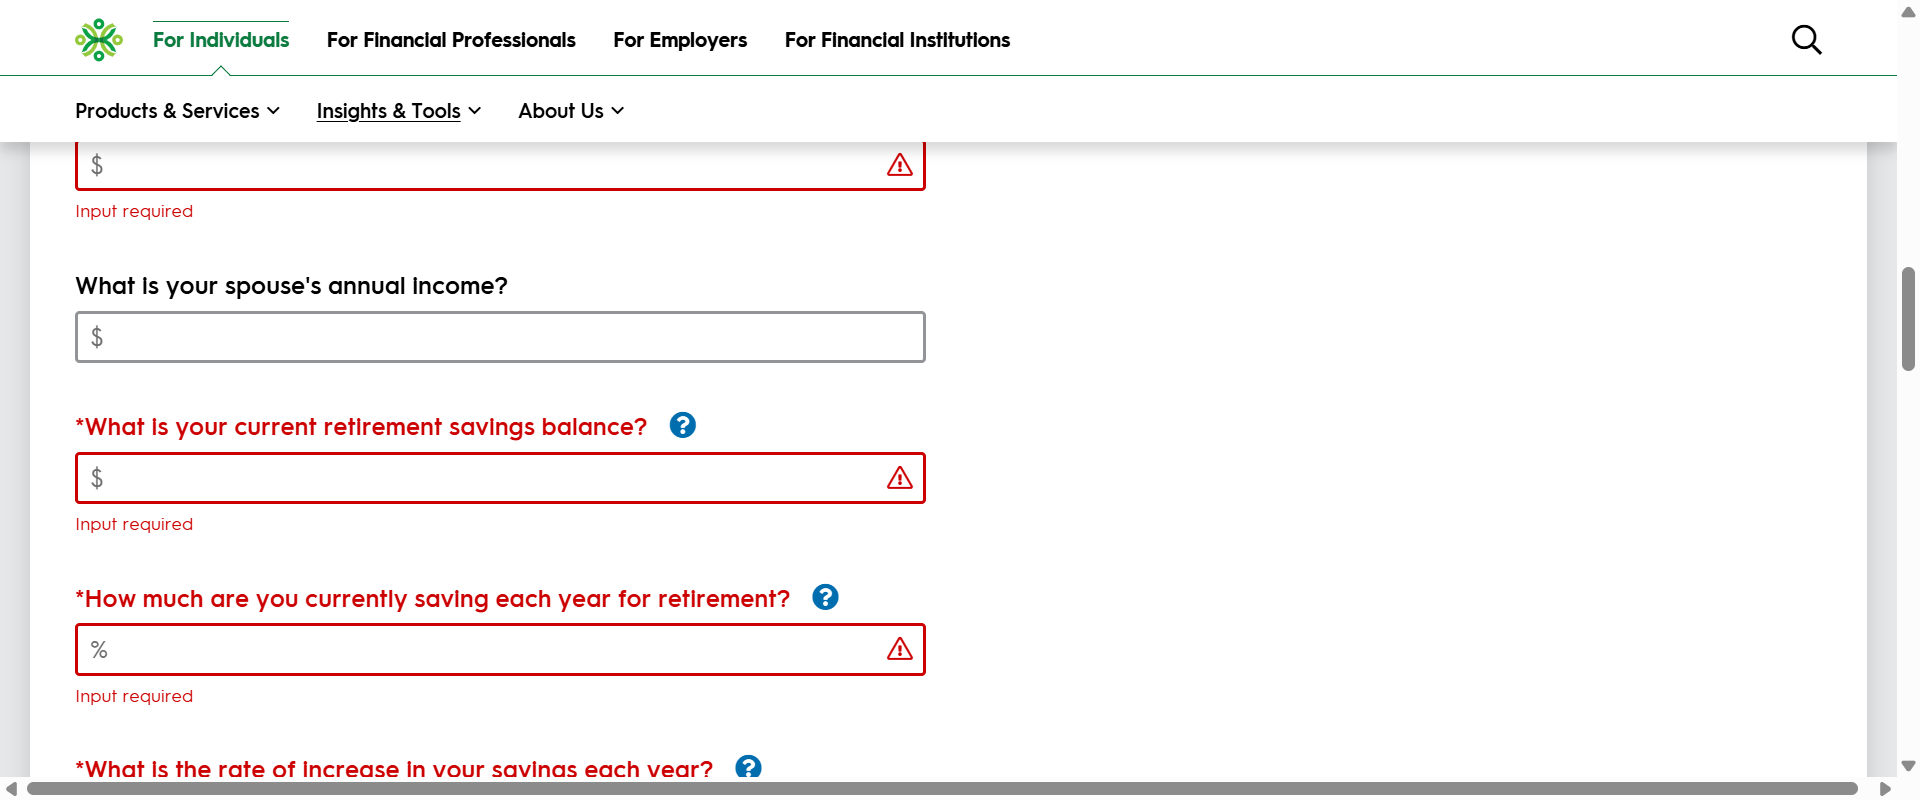 For Individuals
For Financial Professionals
For Employers
For Financial Institutions
Products & Services
Insights & Tools
About Us
$
Input required
What is your spouse's annual income?
$
*What is your current retirement savings balance? ?
$
Input required
*How much are you currently saving each year for retirement? ?
%
Input required
*What is the rate of increase in your savings each year? ?